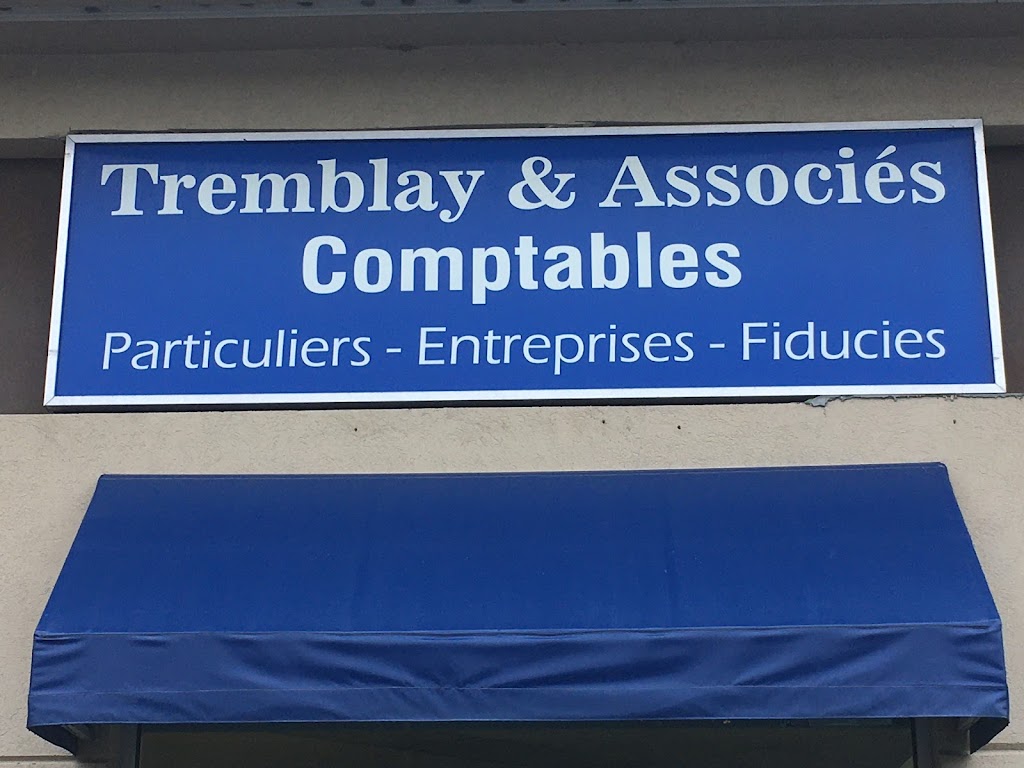 Tremblay & Associés
Comptables
Particuliers - Entreprises - Fiducies